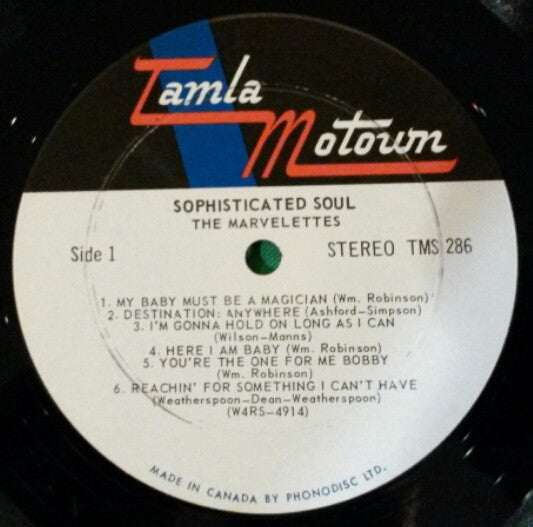 Tamla
Motown
SOPHISTICATED SOUL
THE MARVELETTES
Side 1
STEREO TMS 286
1. MY BABY MUST BE A MAGICIAN (Wm. Robinson)
2. DESTINATION: ANYWHERE (Ashford—Simpson)
3. I'M GONNA HOLD ON LONG AS I CAN
(Wilson—Manns)
4. HERE I AM BABY (Wm. Robinson)
5. YOU'RE THE ONE FOR ME BOBBY
(Wm. Robinson)
6. REACHIN' FOR SOMETHING I CAN'T HAVE
(Weatherspoon—Dean—Weatherspoon)
(W4RS-4914)
MADE IN CANADA BY PHONODISC LTD.